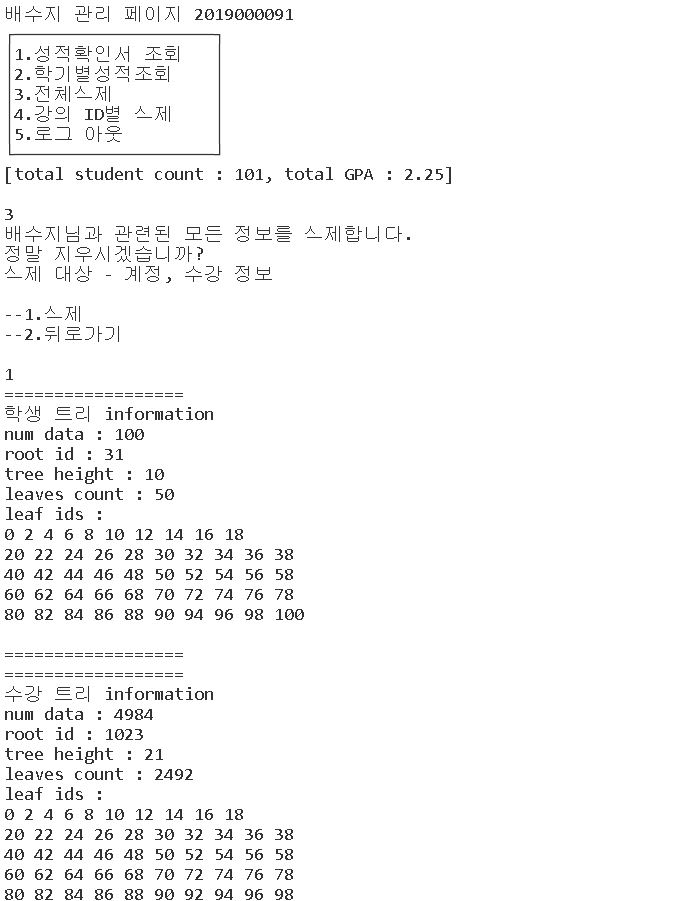 배수지 관리 페이지 2019000091
1.성적확인서 조회
2.학기별성적조회
3.전체스제
4.강의 ID별 스제
5.로그 아웃
[total student count : 101, total GPA : 2.25]
3
배수지님과 관련된 모든 정보를 스제합니다.
정말 지우시겠습니까?
스제 대상 - 계정, 수강 정보
--1.스제
--2.뒤로가기
1
==================
학생 트리 information
num data : 100
root id : 31
tree height : 10
leaves count : 50
leaf ids :
0 2 4 6 8 10 12 14 16 18
20 22 24 26 28 30 32 34 36 38
40 42 44 46 48 50 52 54 56 58
60 62 64 66 68 70 72 74 76 78
80 82 84 86 88 90 94 96 98 100
==================
==================
수강 트리 information
num data : 4984
root id : 1023
tree height : 21
leaves count : 2492
leaf ids :
0 2 4 6 8 10 12 14 16 18
20 22 24 26 28 30 32 34 36 38
40 42 44 46 48 50 52 54 56 58
60 62 64 66 68 70 72 74 76 78
80 82 84 86 88 90 92 94 96 98